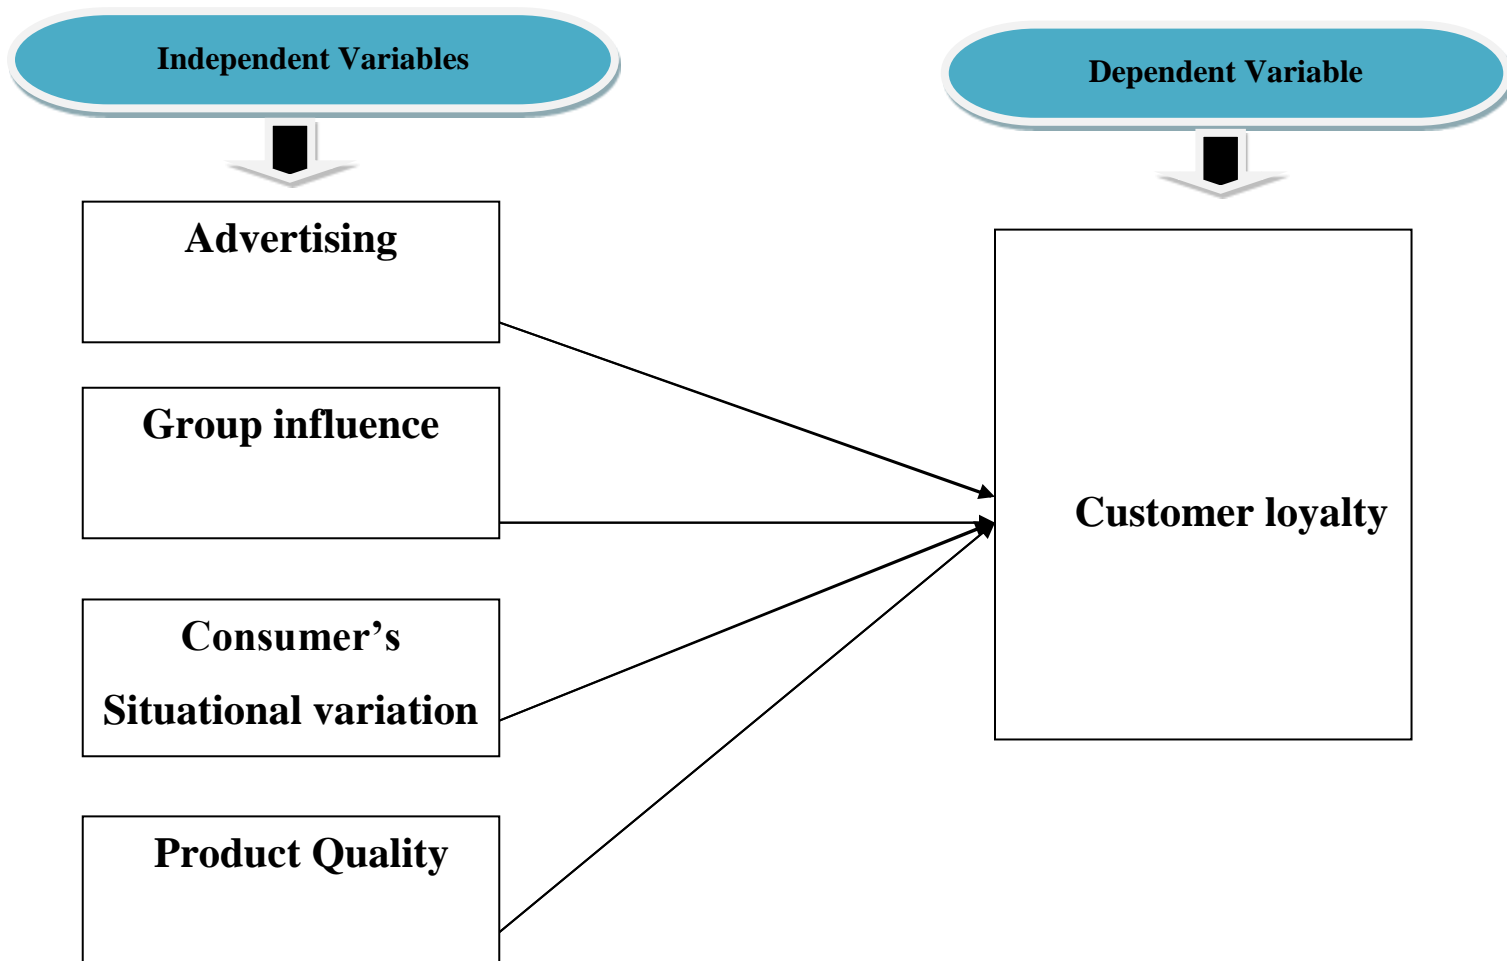 Independent Variables
Dependent Variable
Advertising
Group influence
Customer loyalty
Consumer’s
Situational variation
Product Quality